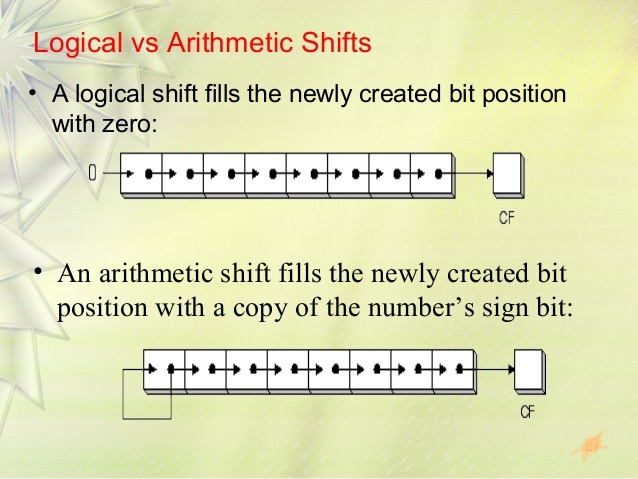 Logical vs Arithmetic Shifts
• A logical shift fills the newly created bit position
with zero:
0
CF
• An arithmetic shift fills the newly created bit
position with a copy of the number’s sign bit:
CF